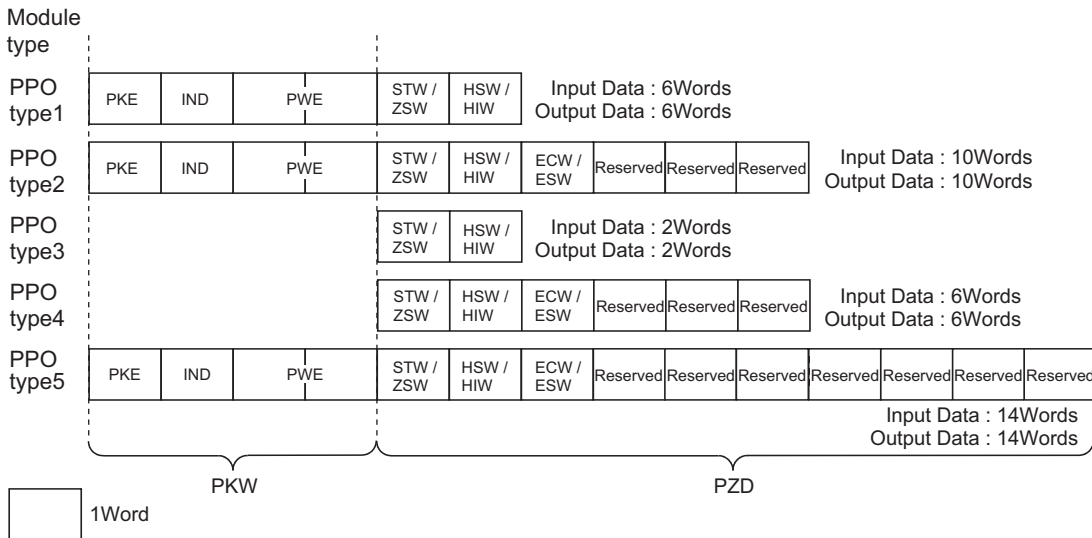 Module
type
PPO
type1
PKE IND PWE STW / ZSW HSW / HIW
Input Data : 6Words
Output Data : 6Words
PPO
type2
PKE IND PWE STW / ZSW HSW / HIW ECW / ESW Reserved Reserved Reserved
Input Data : 10Words
Output Data : 10Words
PPO
type3
STW / ZSW HSW / HIW
Input Data : 2Words
Output Data : 2Words
PPO
type4
STW / ZSW HSW / HIW ECW / ESW Reserved Reserved Reserved
Input Data : 6Words
Output Data : 6Words
PPO
type5
PKE IND PWE STW / ZSW HSW / HIW ECW / ESW Reserved Reserved Reserved Reserved Reserved Reserved Reserved
Input Data : 14Words
Output Data : 14Words
PKW PZD
1Word